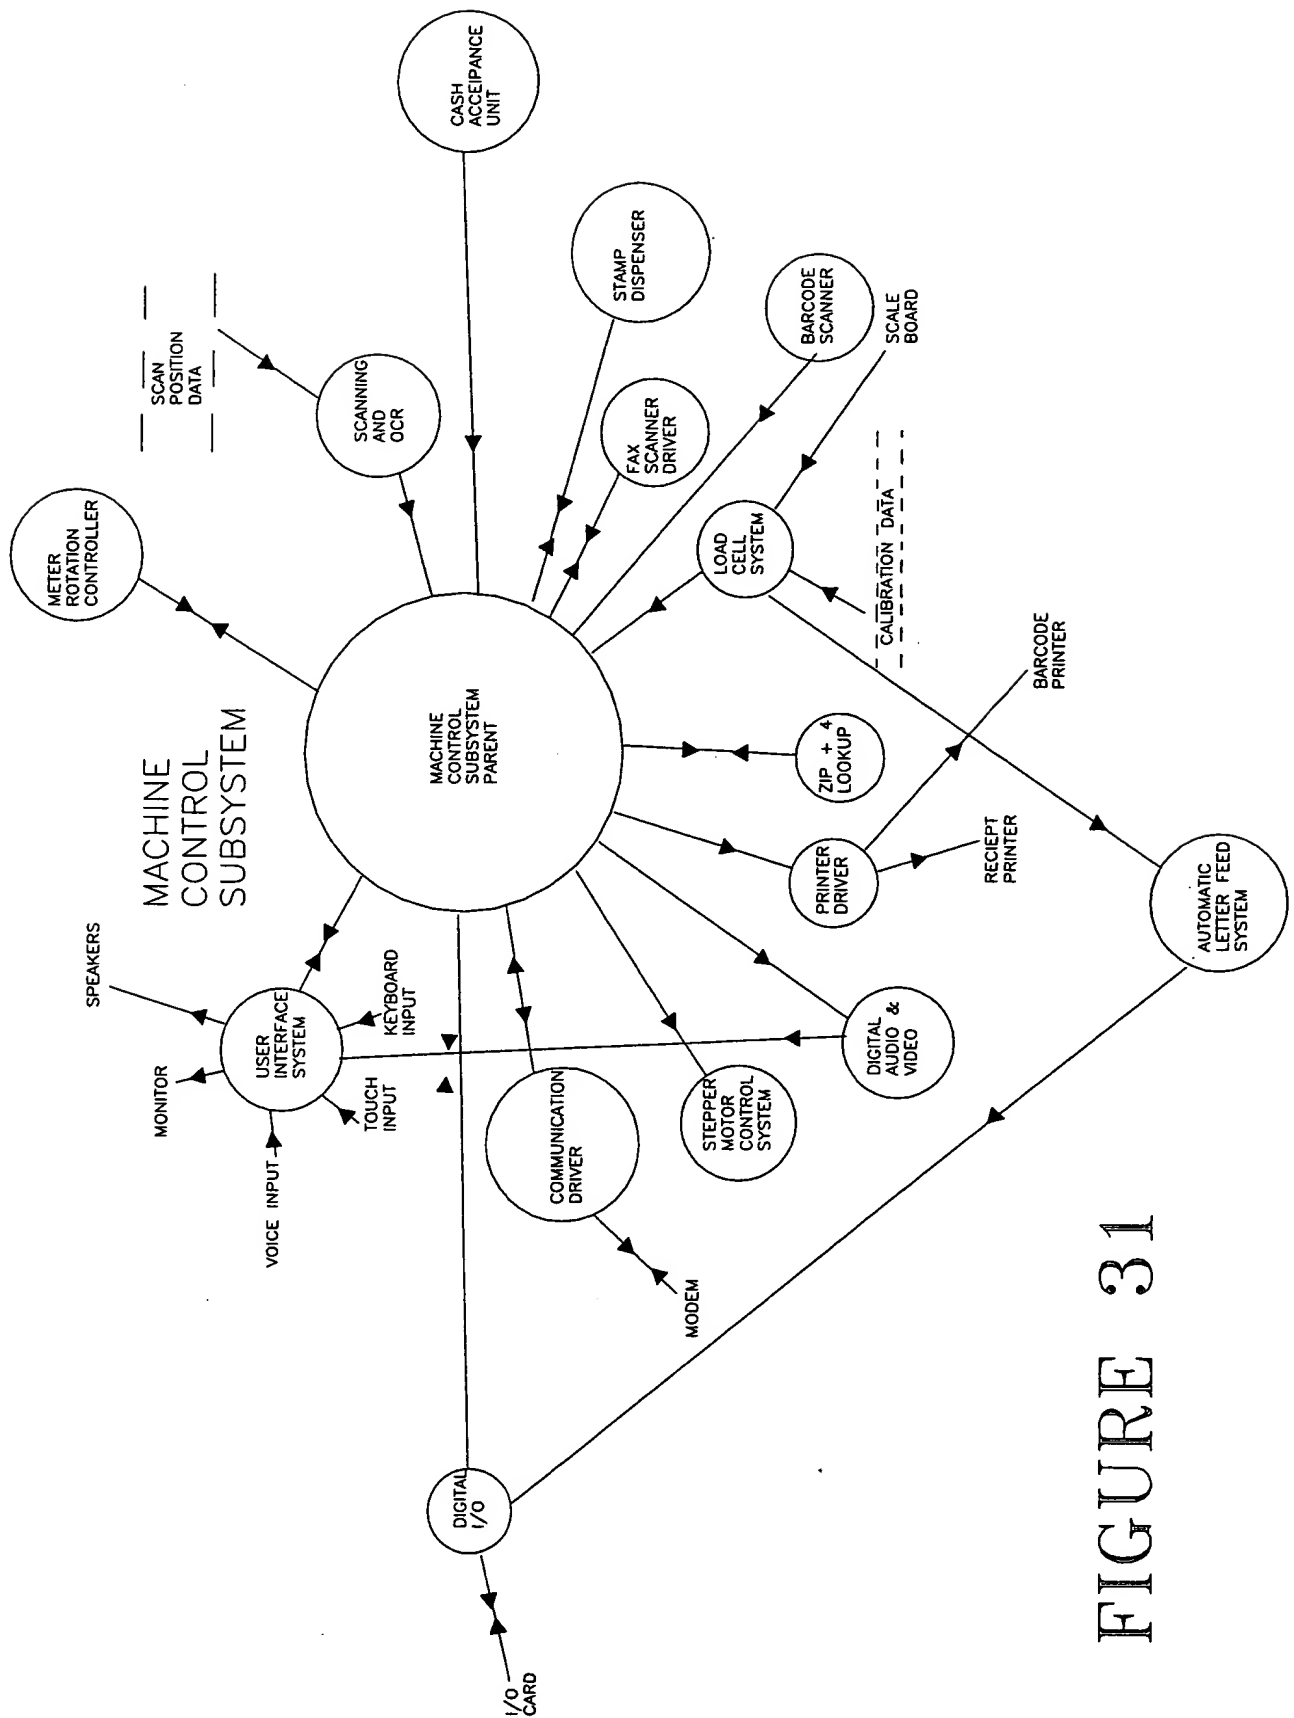 MACHINE
CONTROL
SUBSYSTEM
SPEAKERS
MONITOR
VOICE INPUT
USER
INTERFACE
SYSTEM
TOUCH
INPUT
KEYBOARD
INPUT
METER
ROTATION
CONTROLLER
SCAN
POSITION
DATA
SCANNING
AND
OCR
CASH
ACCEIPANCE
UNIT
MACHINE
CONTROL
SUBSYSTEM
PARENT
STAMP
DISPENSER
FAX
SCANNER
DRIVER
BARCODE
SCANNER
SCALE
BOARD
LOAD
CELL
SYSTEM
CALIBRATION DATA
DIGITAL
I/O
I/O
CARD
COMMUNICATION
DRIVER
MODEM
STEPPER
MOTOR
CONTROL
SYSTEM
DIGITAL
AUDIO &
VIDEO
PRINTER
DRIVER
ZIP + 4
LOOKUP
RECIEPT
PRINTER
BARCODE
PRINTER
AUTOMATIC
LETTER FEED
SYSTEM
FIGURE 31